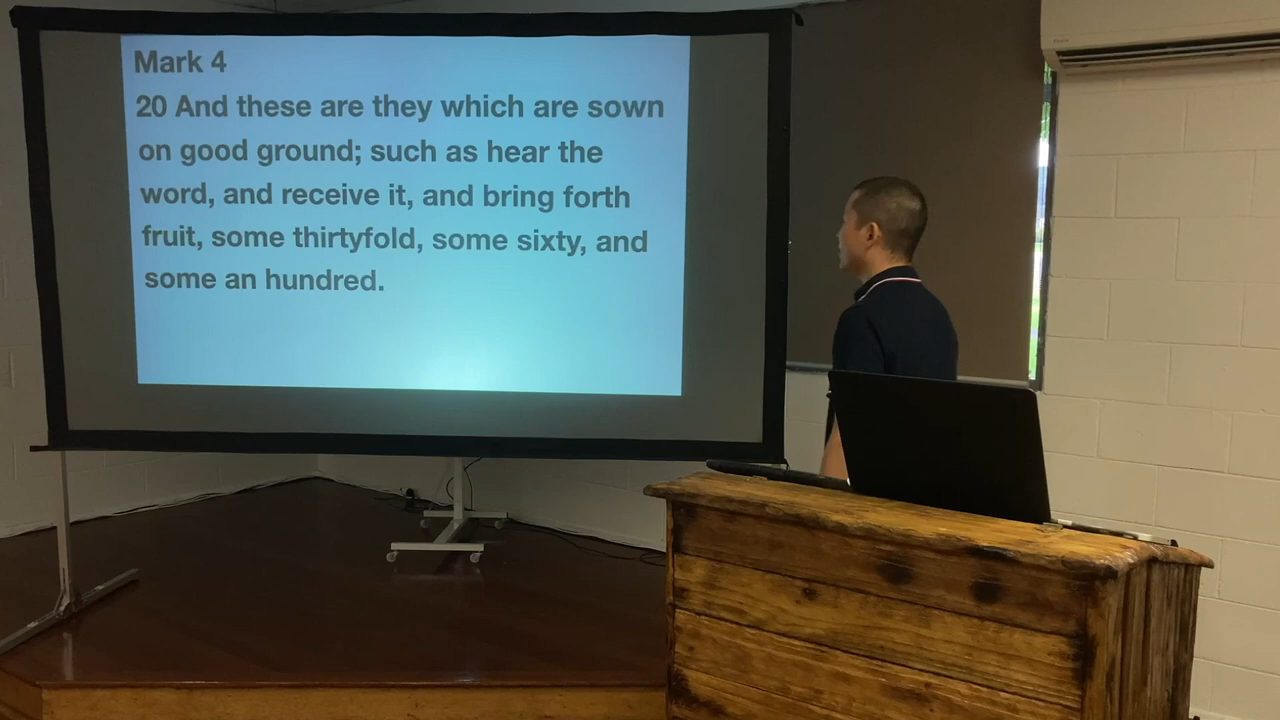 Mark 4
20 And these are they which are sown
on good ground; such as hear the
word, and receive it, and bring forth
fruit, some thirtyfold, some sixty, and
some an hundred.